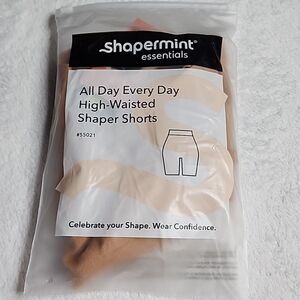 shapermint
essentials
All Day Every Day
High-Waisted
Shaper Shorts
#55021
Celebrate your Shape. Wear Confidence.